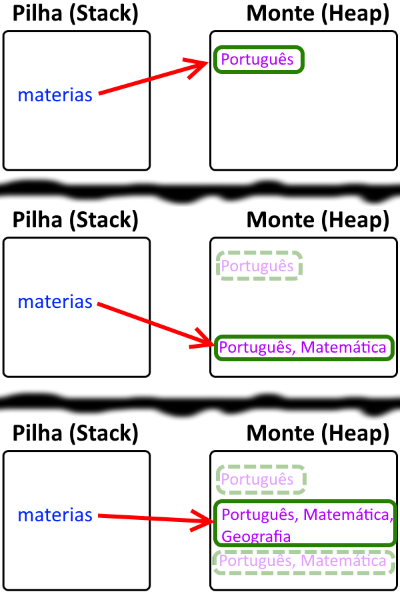 Pilha (Stack)
Monte (Heap)
materias
Português
Pilha (Stack)
Monte (Heap)
Português
materias
Português, Matemática
Pilha (Stack)
Monte (Heap)
Português
materias
Português, Matemática,
Geografia
Português, Matemática